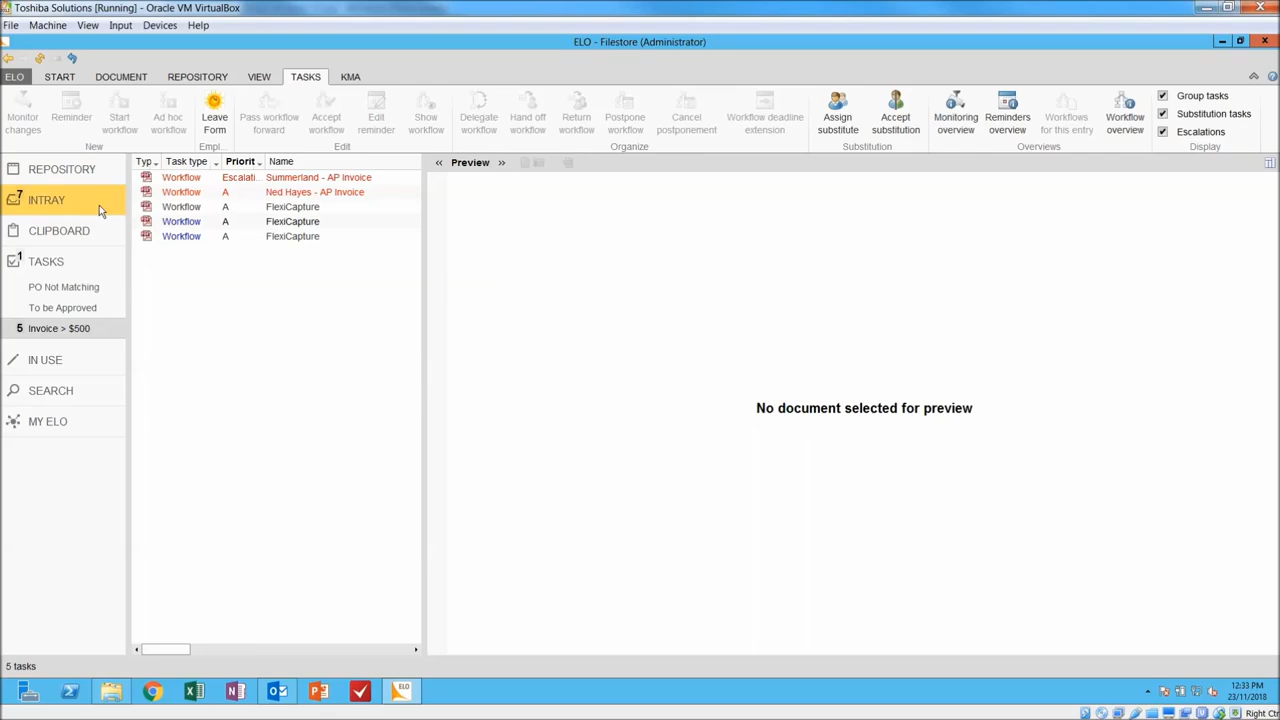 Toshiba Solutions [Running] - Oracle VM VirtualBox
File Machine View Input Devices Help
ELO - Filestore (Administrator)
ELO START DOCUMENT REPOSITORY VIEW TASKS KMA
Monitor changes Reminder Start workflow Ad hoc workflow Leave Form Pass workflow forward Accept workflow Edit reminder Show workflow Delegate workflow Hand off workflow Return workflow Postpone workflow Cancel postponement Workflow deadline extension Assign substitute Accept substitution Monitoring overview Reminders overview Workflows for this entry Workflow overview
Group tasks
Substitution tasks
Escalations
New Empl... Edit Organize Substitution Overviews Display
REPOSITORY
7 INTRAY
CLIPBOARD
1 TASKS
PO Not Matching
To be Approved
5 Invoice > $500
IN USE
SEARCH
MY ELO
Typ Task type Priorit Name
Workflow Escalati... Summerland - AP Invoice
Workflow A Ned Hayes - AP Invoice
Workflow A FlexiCapture
Workflow A FlexiCapture
Workflow A FlexiCapture
« Preview »
No document selected for preview
5 tasks
ELO
12:33 PM
23/11/2018
Right Ctr